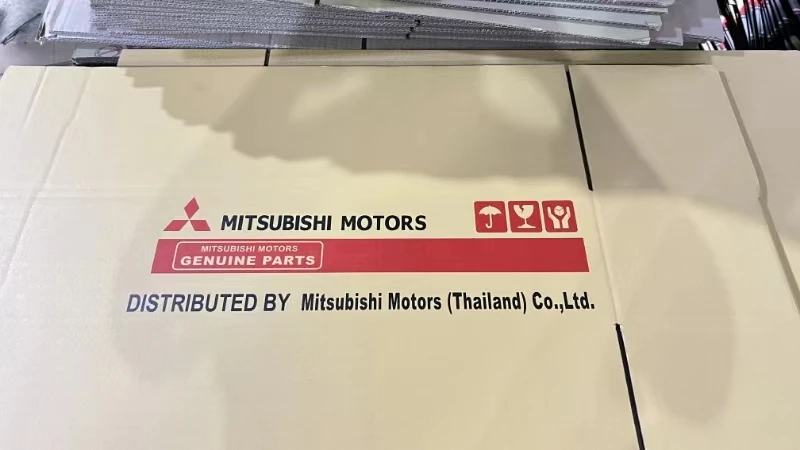 MITSUBISHI MOTORS
MITSUBISHI MOTORS
GENUINE PARTS
DISTRIBUTED BY Mitsubishi Motors (Thailand) Co.,Ltd.